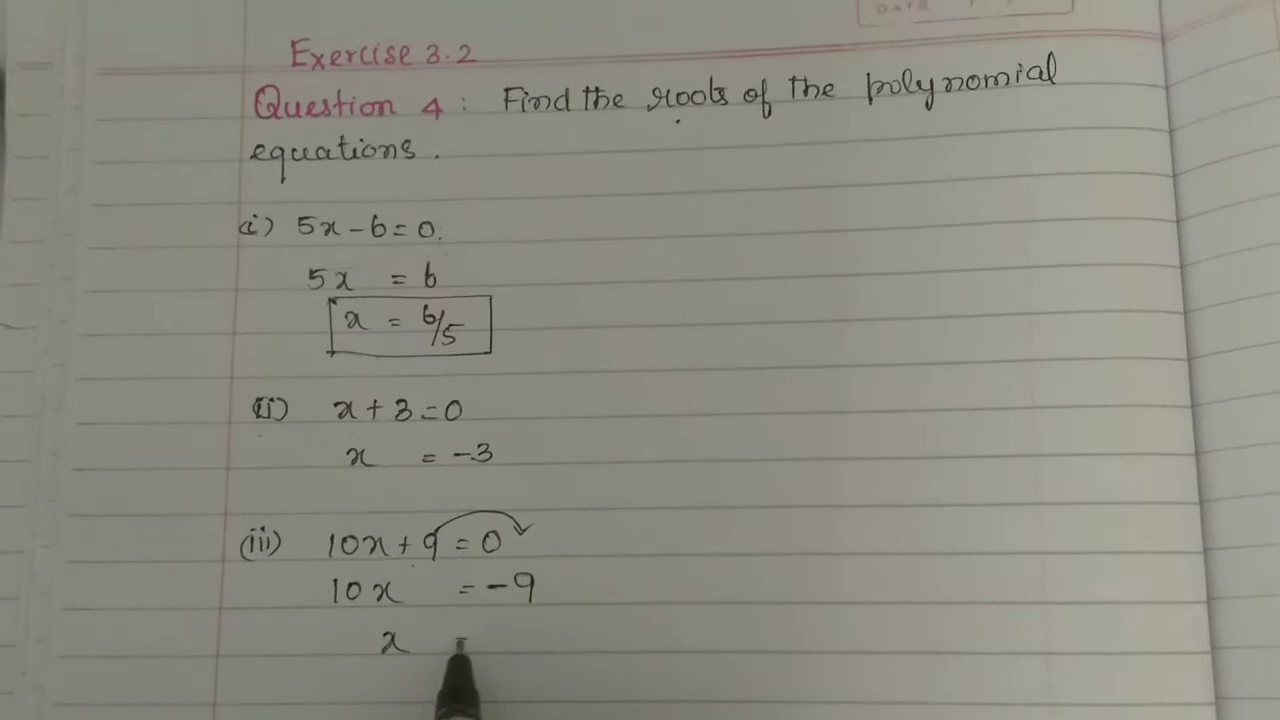 DATE
Exercise 3.2
Question 4 : Find the roots of the polynomial
equations.
(i) 5x - 6 = 0.
5x = 6
x = 6/5
(ii) x + 3 = 0
x = -3
(iii) 10x + 9 = 0
10x = -9
x =